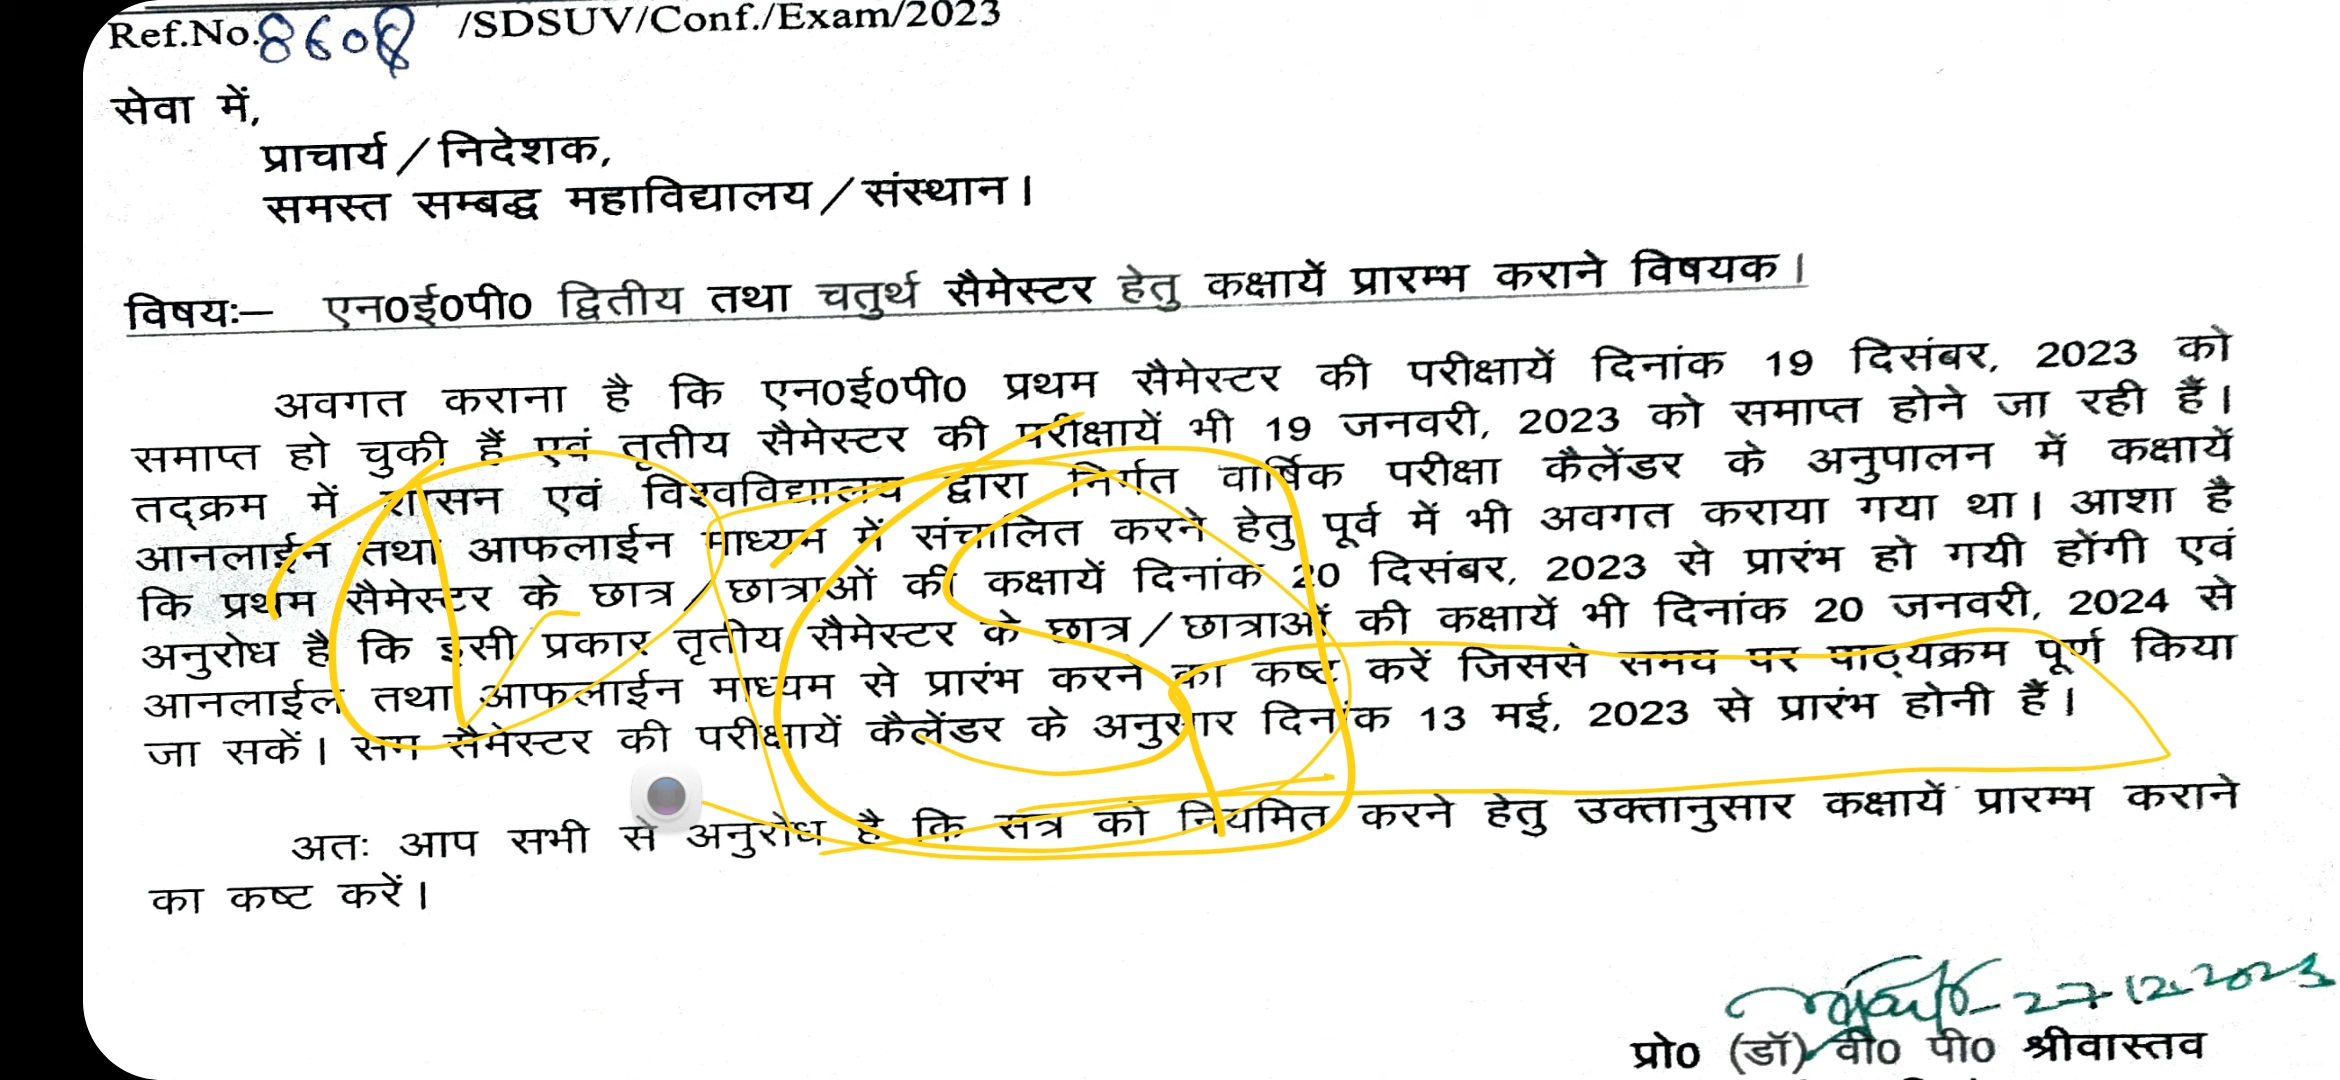 Ref.No. 8608 /SDSUV/Conf./Exam/2023
सेवा में,
प्राचार्य/निदेशक,
समस्त सम्बद्ध महाविद्यालय/संस्थान।
विषयः– एन0ई0पी0 द्वितीय तथा चतुर्थ सैमेस्टर हेतु कक्षायें प्रारम्भ कराने विषयक।
अवगत कराना है कि एन0ई0पी0 प्रथम सैमेस्टर की परीक्षायें दिनांक 19 दिसंबर, 2023 को
समाप्त हो चुकी हैं एवं तृतीय सैमेस्टर की परीक्षायें भी 19 जनवरी, 2023 को समाप्त होने जा रही हैं।
तद्क्रम में शासन एवं विश्वविद्यालय द्वारा निर्गत वार्षिक परीक्षा कैलेंडर के अनुपालन में कक्षायें
आनलाईन तथा आफलाईन माध्यम में संचालित करने हेतु पूर्व में भी अवगत कराया गया था। आशा है
कि प्रथम सैमेस्टर के छात्र/छात्राओं की कक्षायें दिनांक 20 दिसंबर, 2023 से प्रारंभ हो गयी होंगी एवं
अनुरोध है कि इसी प्रकार तृतीय सैमेस्टर के छात्र/छात्राओं की कक्षायें भी दिनांक 20 जनवरी, 2024 से
आनलाईल तथा आफलाईन माध्यम से प्रारंभ करने का कष्ट करें जिससे समय पर पाठ्यक्रम पूर्ण किया
जा सकें। सम सैमेस्टर की परीक्षायें कैलेंडर के अनुसार दिनांक 13 मई, 2023 से प्रारंभ होनी हैं।
अतः आप सभी से अनुरोध है कि सत्र को नियमित करने हेतु उक्तानुसार कक्षायें प्रारम्भ कराने
का कष्ट करें।
27-12-2023
प्रो0 (डॉ) वी0 पी0 श्रीवास्तव